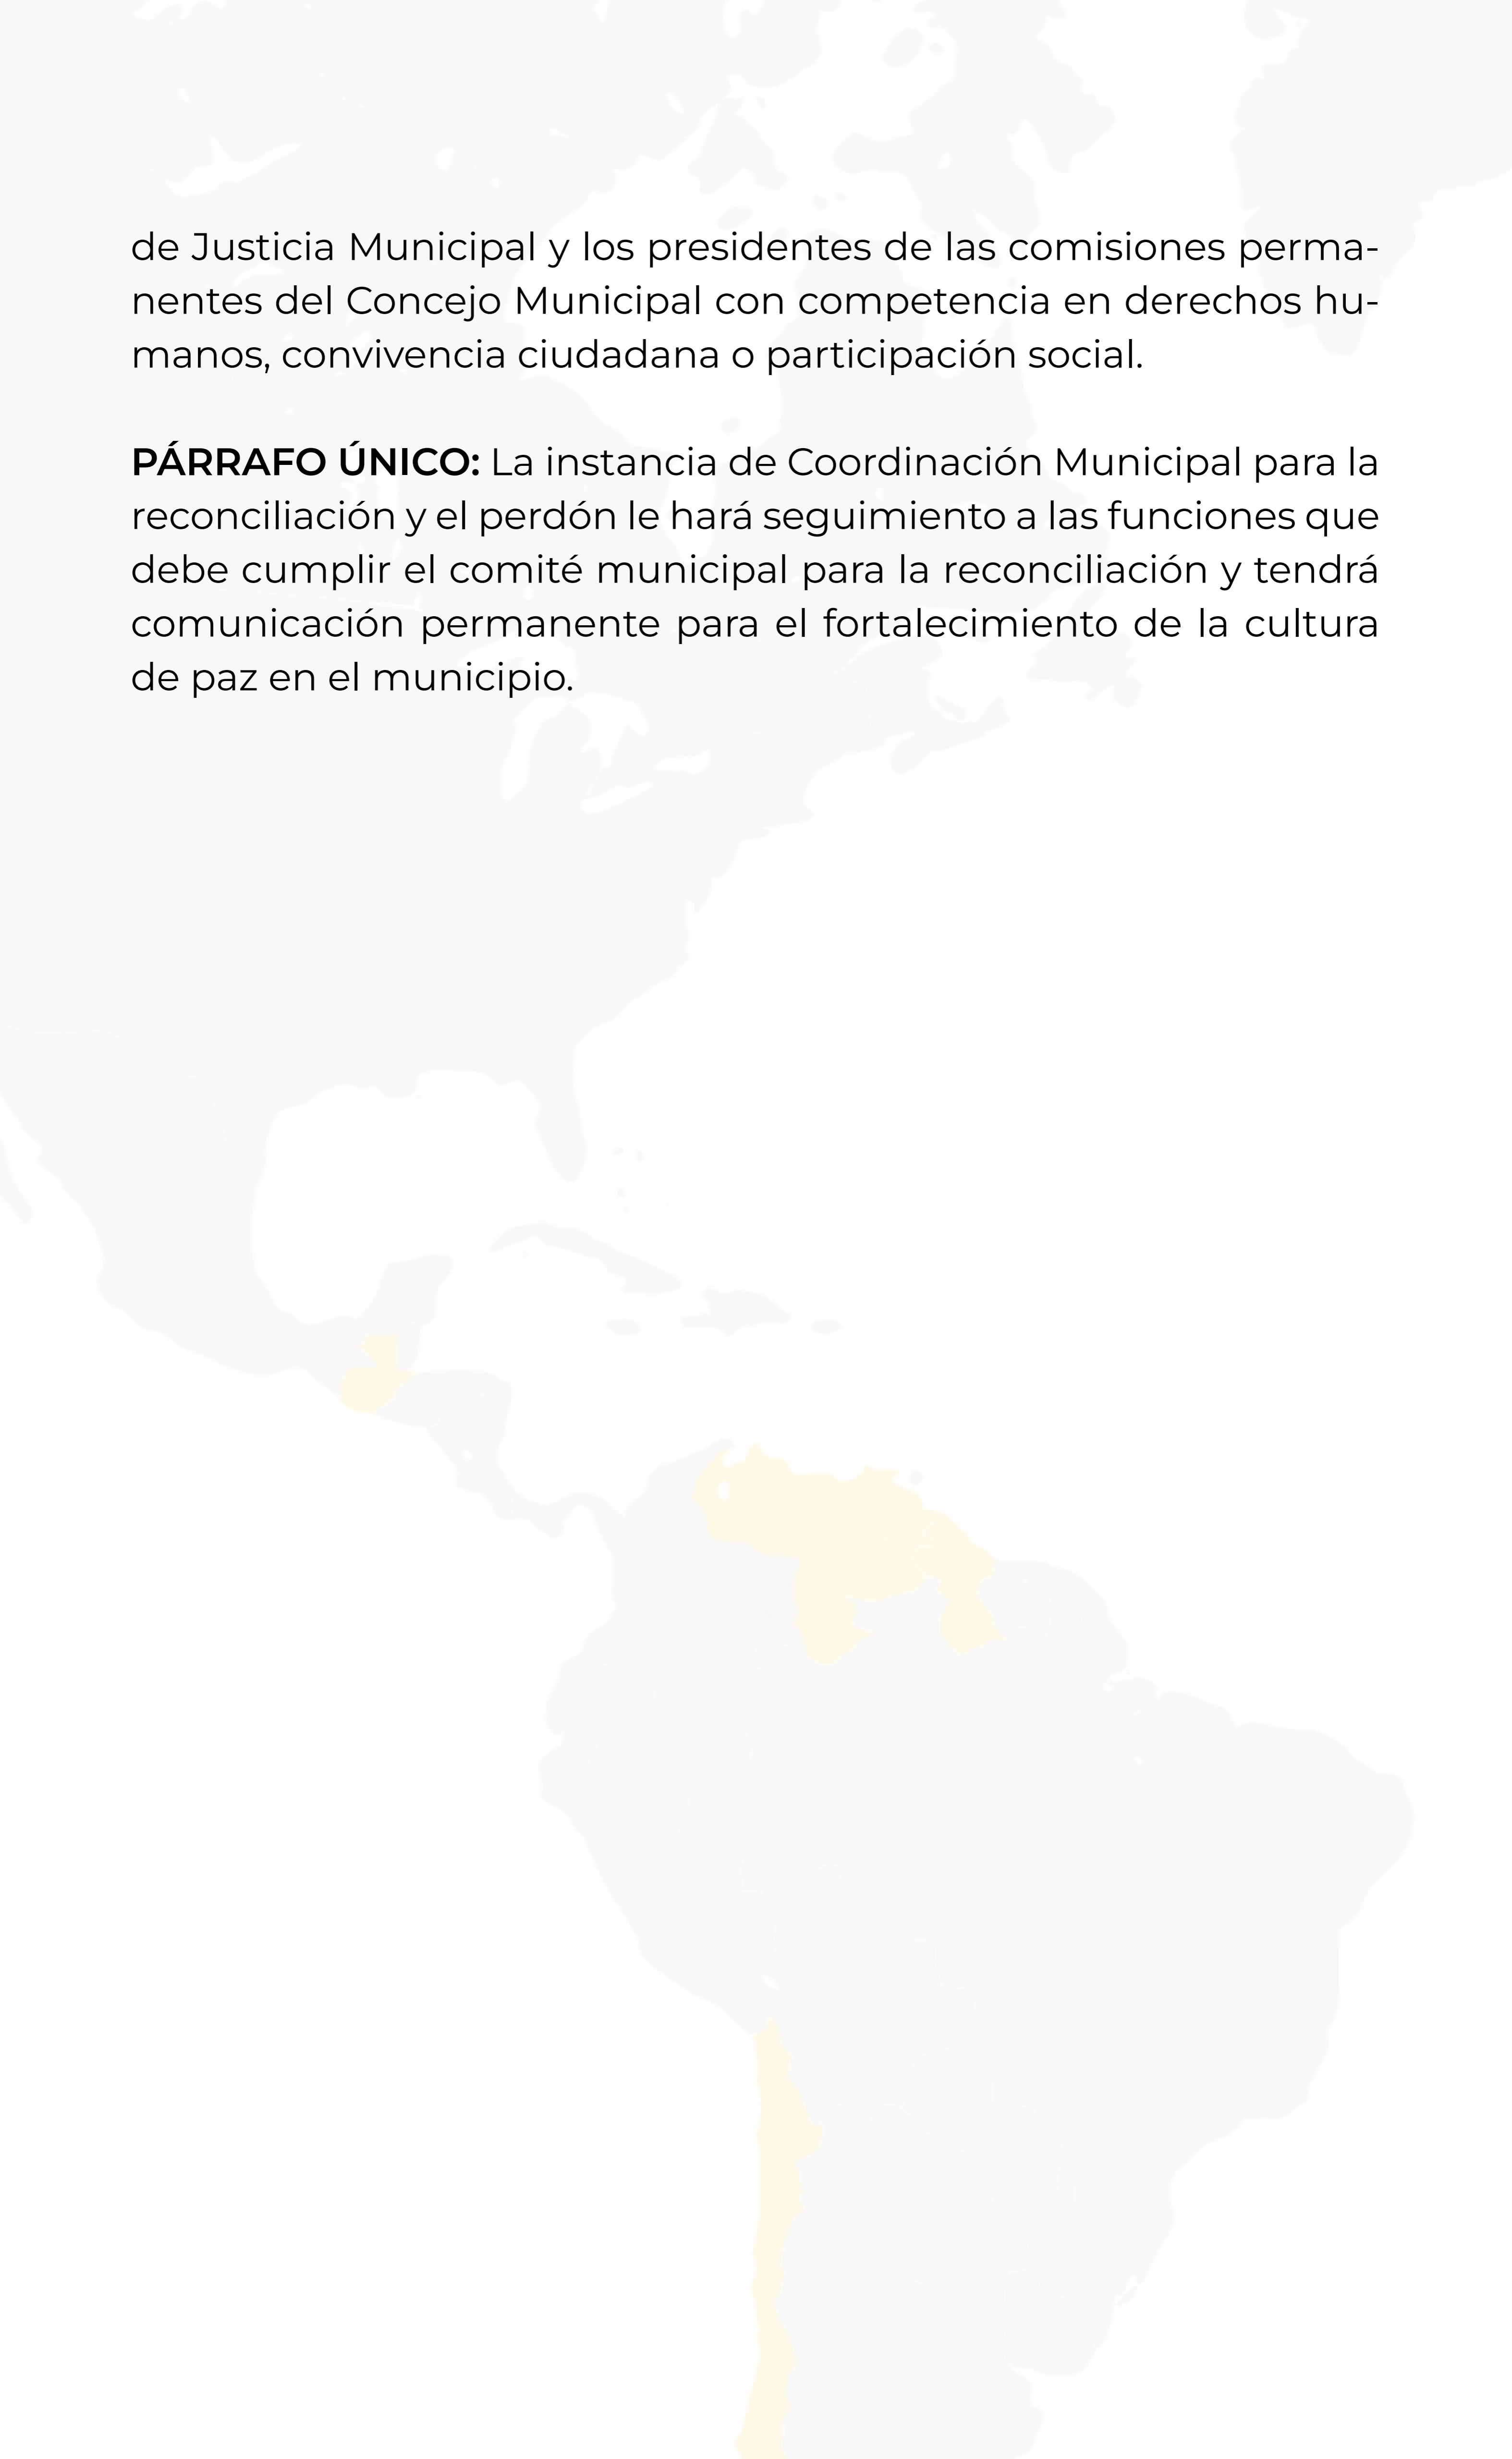 de Justicia Municipal y los presidentes de las comisiones perma-
nentes del Concejo Municipal con competencia en derechos hu-
manos, convivencia ciudadana o participación social.
PÁRRAFO ÚNICO: La instancia de Coordinación Municipal para la
reconciliación y el perdón le hará seguimiento a las funciones que
debe cumplir el comité municipal para la reconciliación y tendrá
comunicación permanente para el fortalecimiento de la cultura
de paz en el municipio.